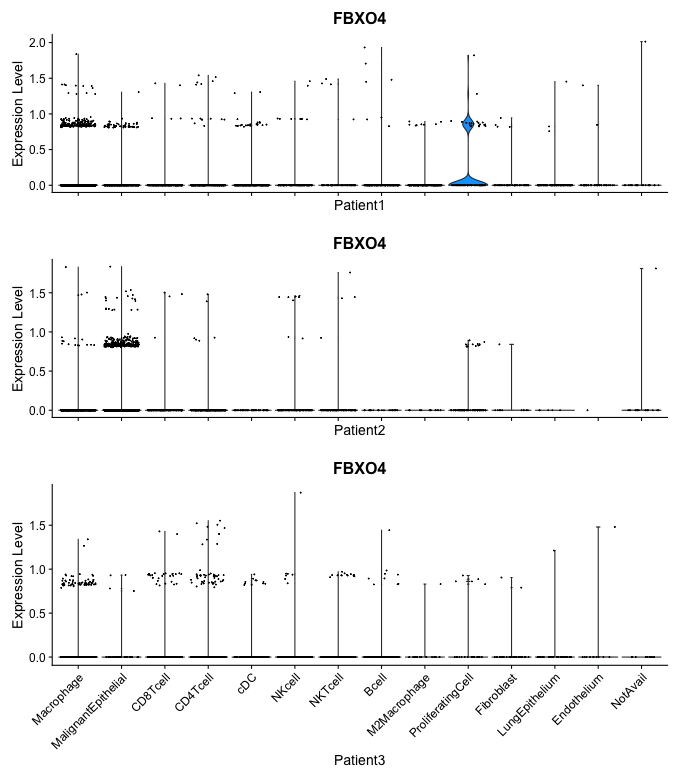 FBXO4
Expression Level
2.0
1.5
1.0
0.5
0.0
Patient1
FBXO4
Expression Level
1.5
1.0
0.5
0.0
Patient2
FBXO4
Expression Level
1.5
1.0
0.5
0.0
Macrophage
MalignantEpithelial
CD8Tcell
CD4Tcell
cDC
NKcell
NKTcell
Bcell
M2Macrophage
ProliferatingCell
Fibroblast
LungEpithelium
Endothelium
NotAvail
Patient3